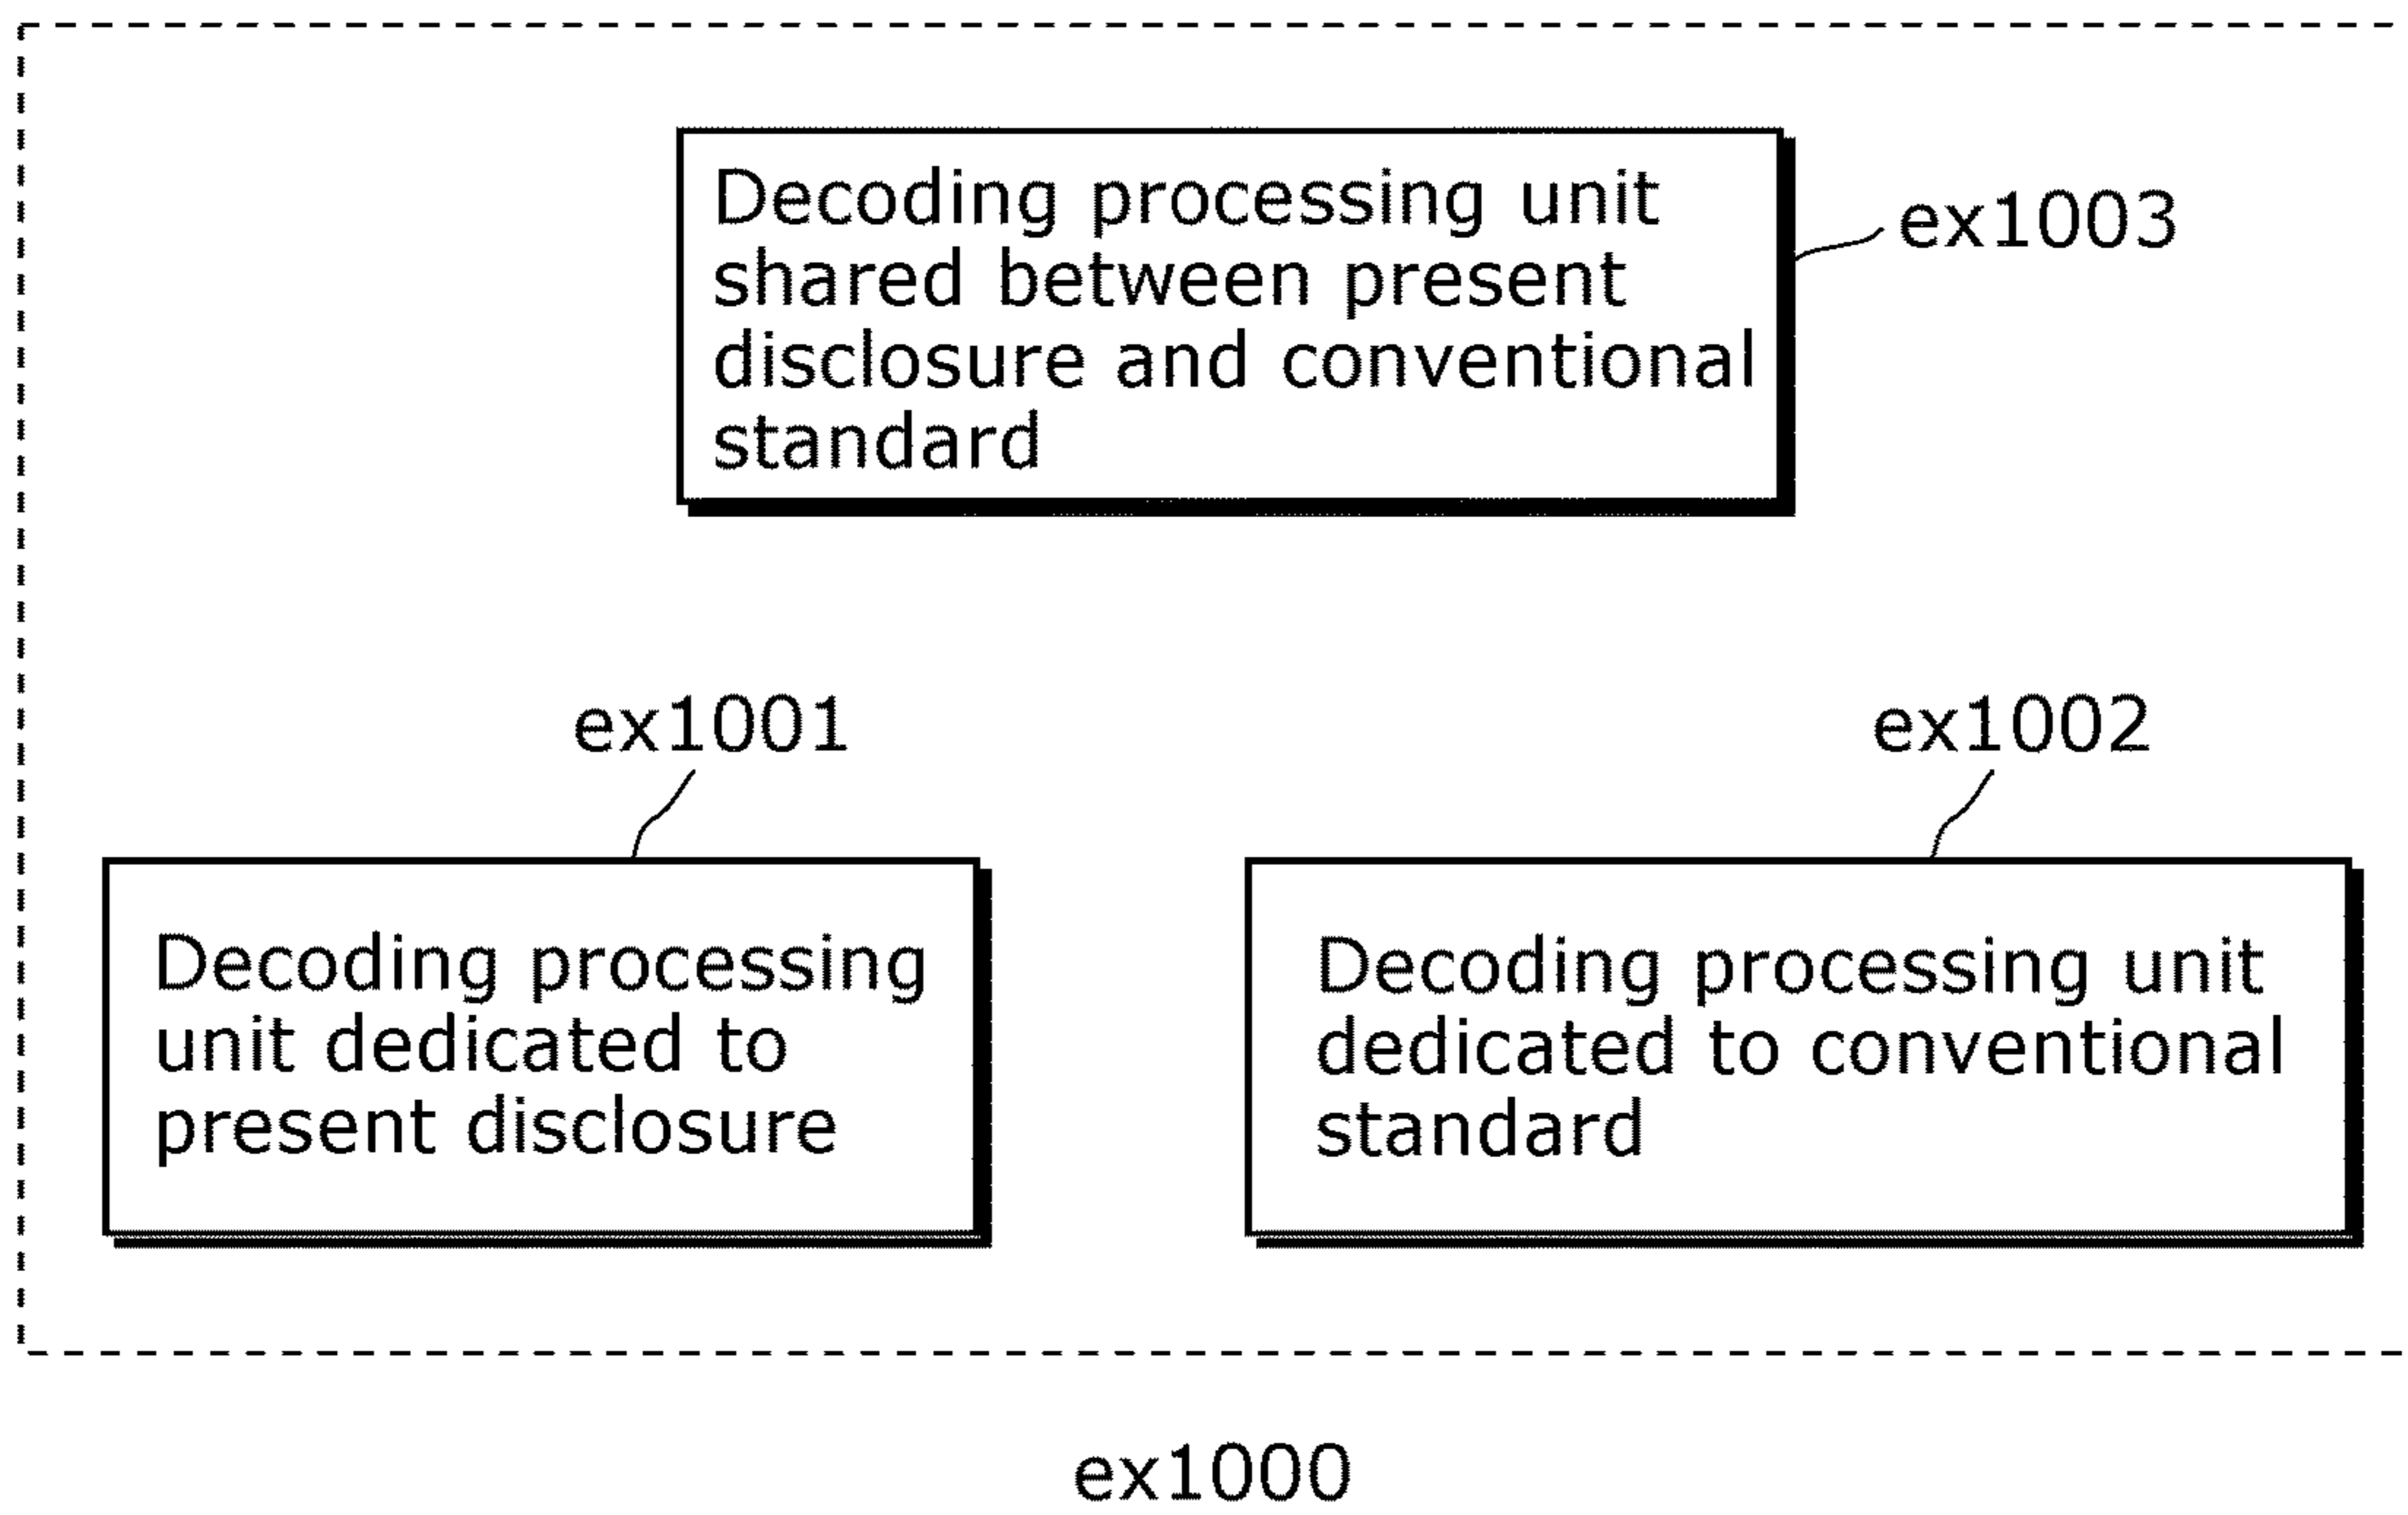 Decoding processing unit
shared between present
disclosure and conventional
standard
ex1003
ex1001
ex1002
Decoding processing
unit dedicated to
present disclosure
Decoding processing unit
dedicated to conventional
standard
ex1000